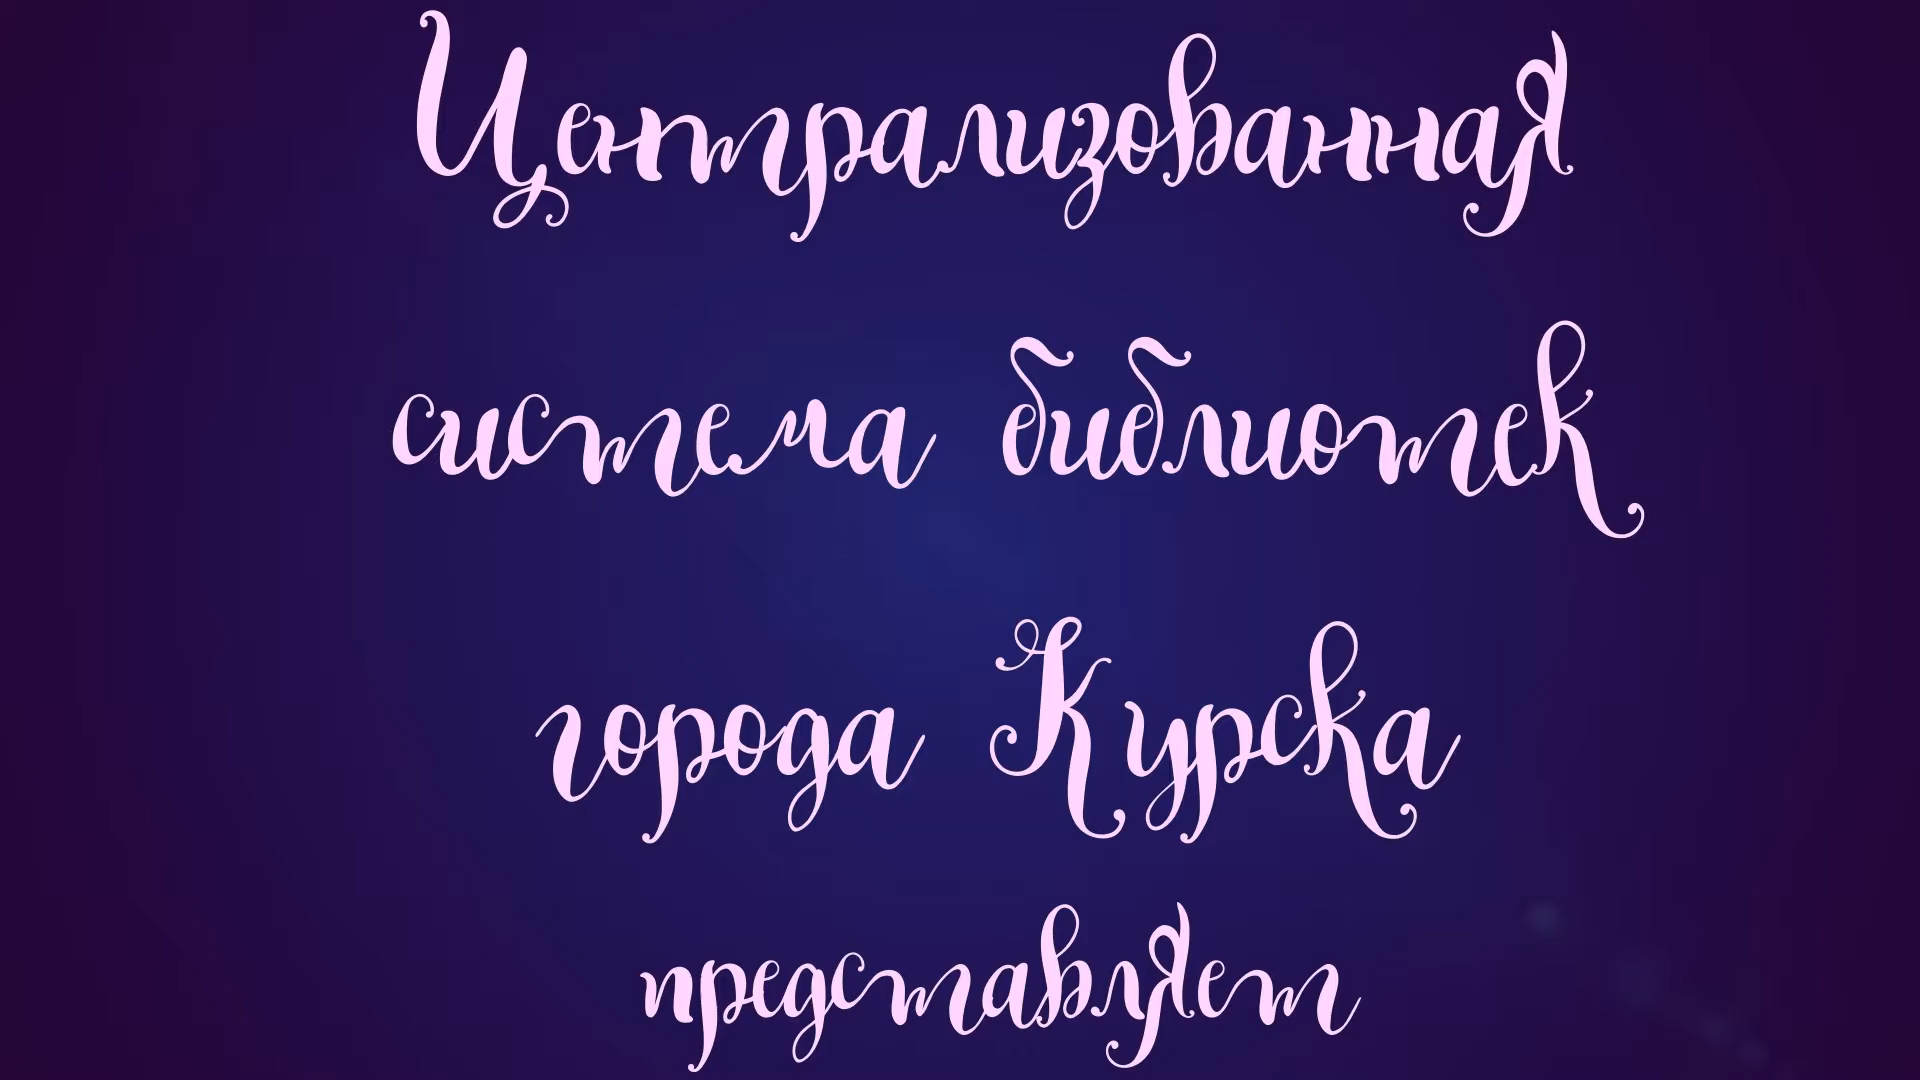 Централизованная
система библиотек
города Курска
представляет